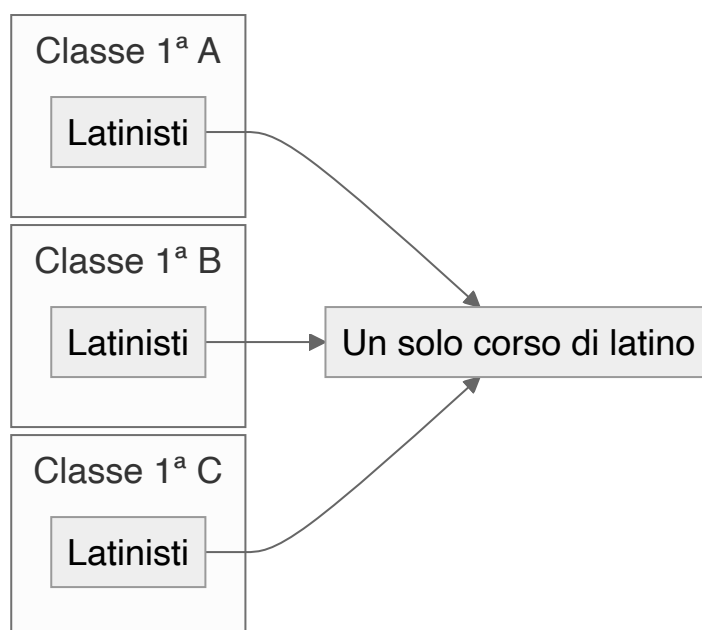 Classe 1ª A
Latinisti
Classe 1ª B
Latinisti
Un solo corso di latino
Classe 1ª C
Latinisti